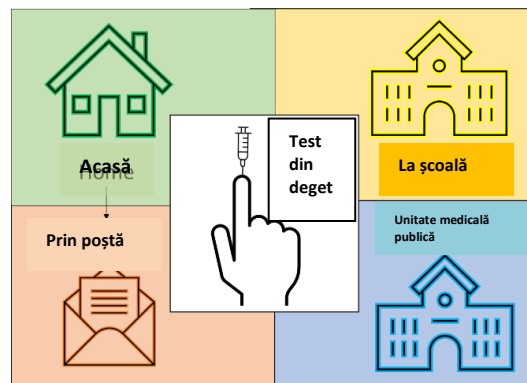 Acasă
Home
Test
din
deget
La școală
Prin poștă
Unitate medicală
publică